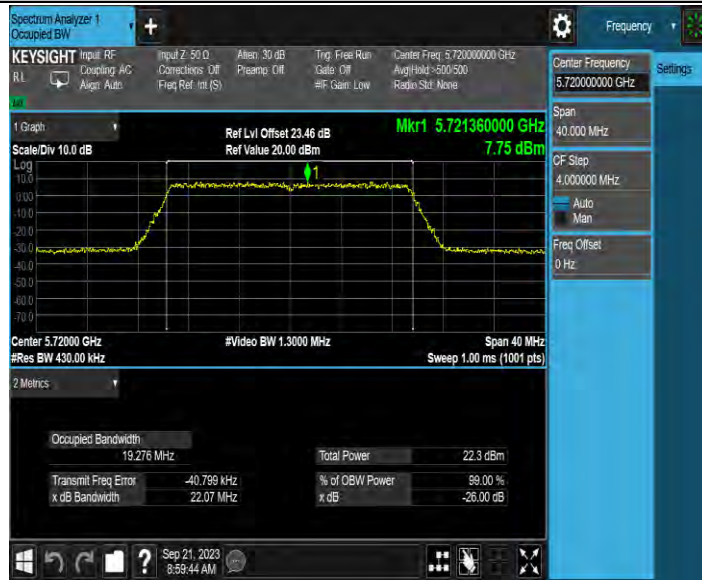 Spectrum Analyzer 1
Occupied BW
+
Frequency
KEYSIGHT Input: RF
Coupling: AC
Align: Auto
RL
Input Z: 50 Ω
Corrections: Off
Freq Ref: Int (S)
Atten: 30 dB
Preamp: Off
Trig: Free Run
Gate: Off
#IF Gain: Low
Center Freq: 5.720000000 GHz
Avg|Hold:>500/500
Radio Std: None
Center Frequency
5.720000000 GHz
Settings
Span
40.000 MHz
CF Step
4.000000 MHz
Auto
Man
Freq Offset
0 Hz
1 Graph
Scale/Div 10.0 dB
Ref Lvl Offset 23.46 dB
Ref Value 20.00 dBm
Mkr1 5.721360000 GHz
7.75 dBm
Log
10.0
0.00
-10.0
-20.0
-30.0
-40.0
-50.0
-60.0
-70.0
1
Center 5.72000 GHz
#Res BW 430.00 kHz
#Video BW 1.3000 MHz
Span 40 MHz
Sweep 1.00 ms (1001 pts)
2 Metrics
Occupied Bandwidth
19.276 MHz
Total Power 22.3 dBm
Transmit Freq Error -40.799 kHz
% of OBW Power 99.00 %
x dB Bandwidth 22.07 MHz
x dB -26.00 dB
?
Sep 21, 2023
8:59:44 AM